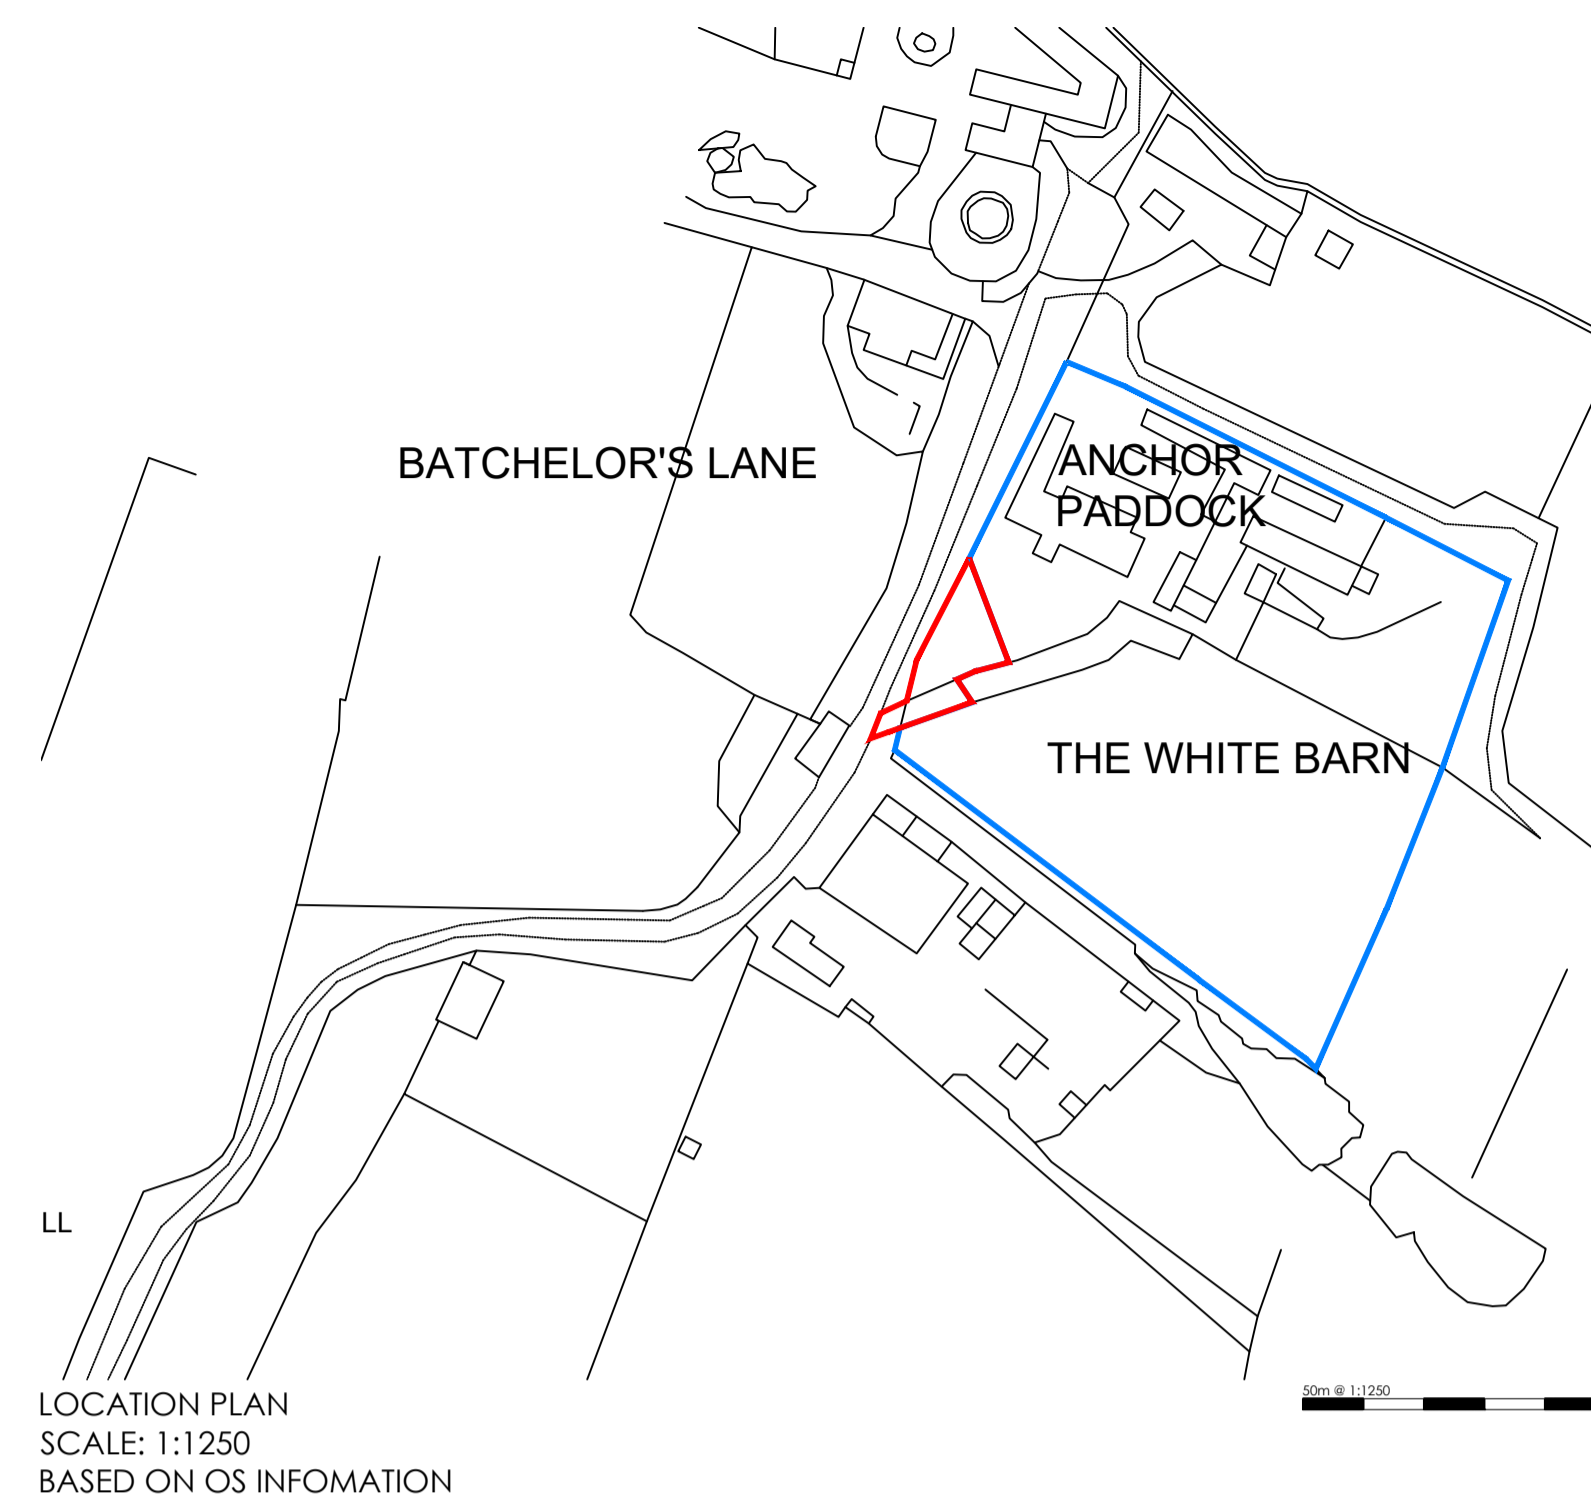 BATCHELOR'S LANE
ANCHOR
PADDOCK
THE WHITE BARN
LL
50m @ 1:1250
LOCATION PLAN
SCALE: 1:1250
BASED ON OS INFOMATION